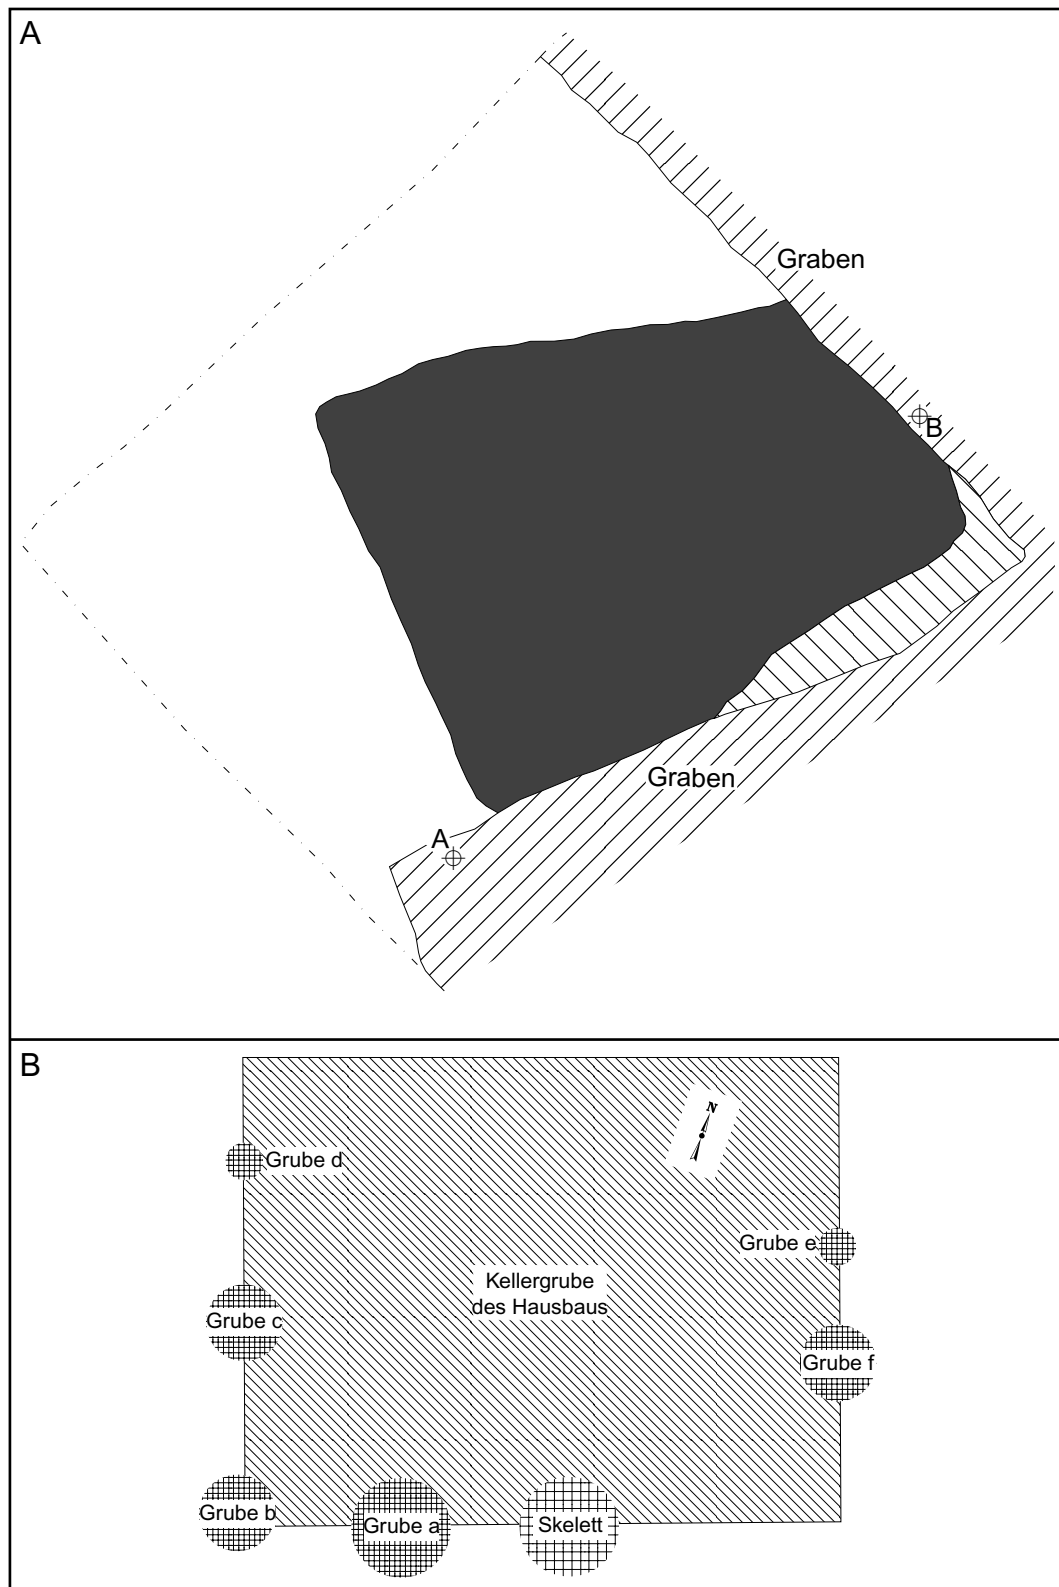 A
Graben
B
Graben
A
B
N
Grube d
Grube e
Kellergrube
des Hausbaus
Grube c
Grube f
Grube b
Grube a
Skelett